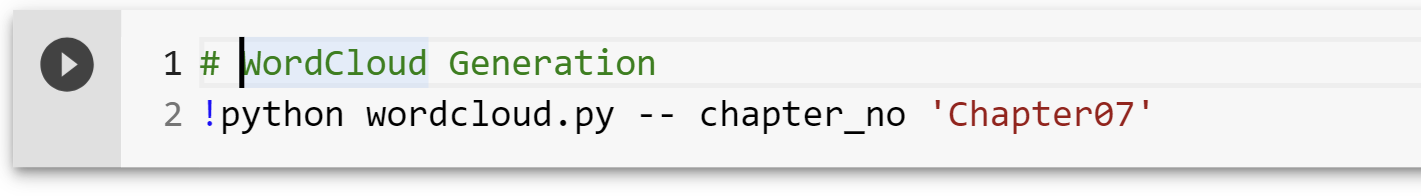 1 # WordCloud Generation
2 !python wordcloud.py -- chapter_no 'Chapter07'